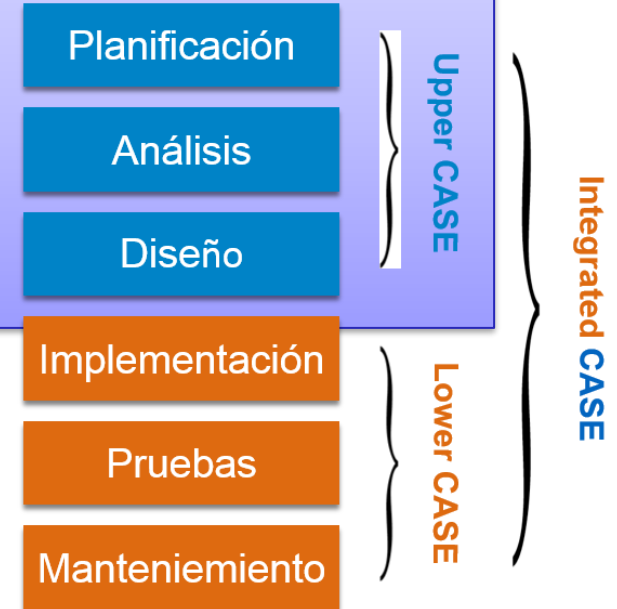 Planificación
Análisis
Diseño
Upper CASE
Implementación
Pruebas
Manteniemiento
Lower CASE
Integrated CASE